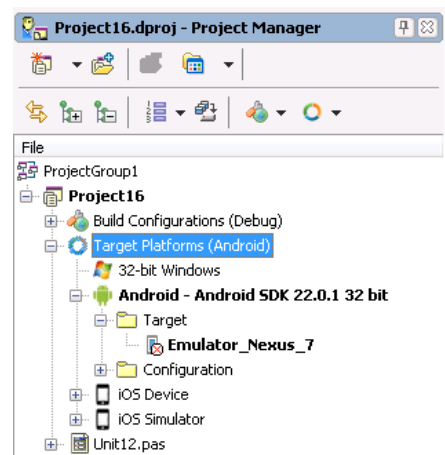 Project16.dproj - Project Manager
File
ProjectGroup1
Project16
Build Configurations (Debug)
Target Platforms (Android)
32-bit Windows
Android - Android SDK 22.0.1 32 bit
Target
Emulator_Nexus_7
Configuration
iOS Device
iOS Simulator
Unit12.pas